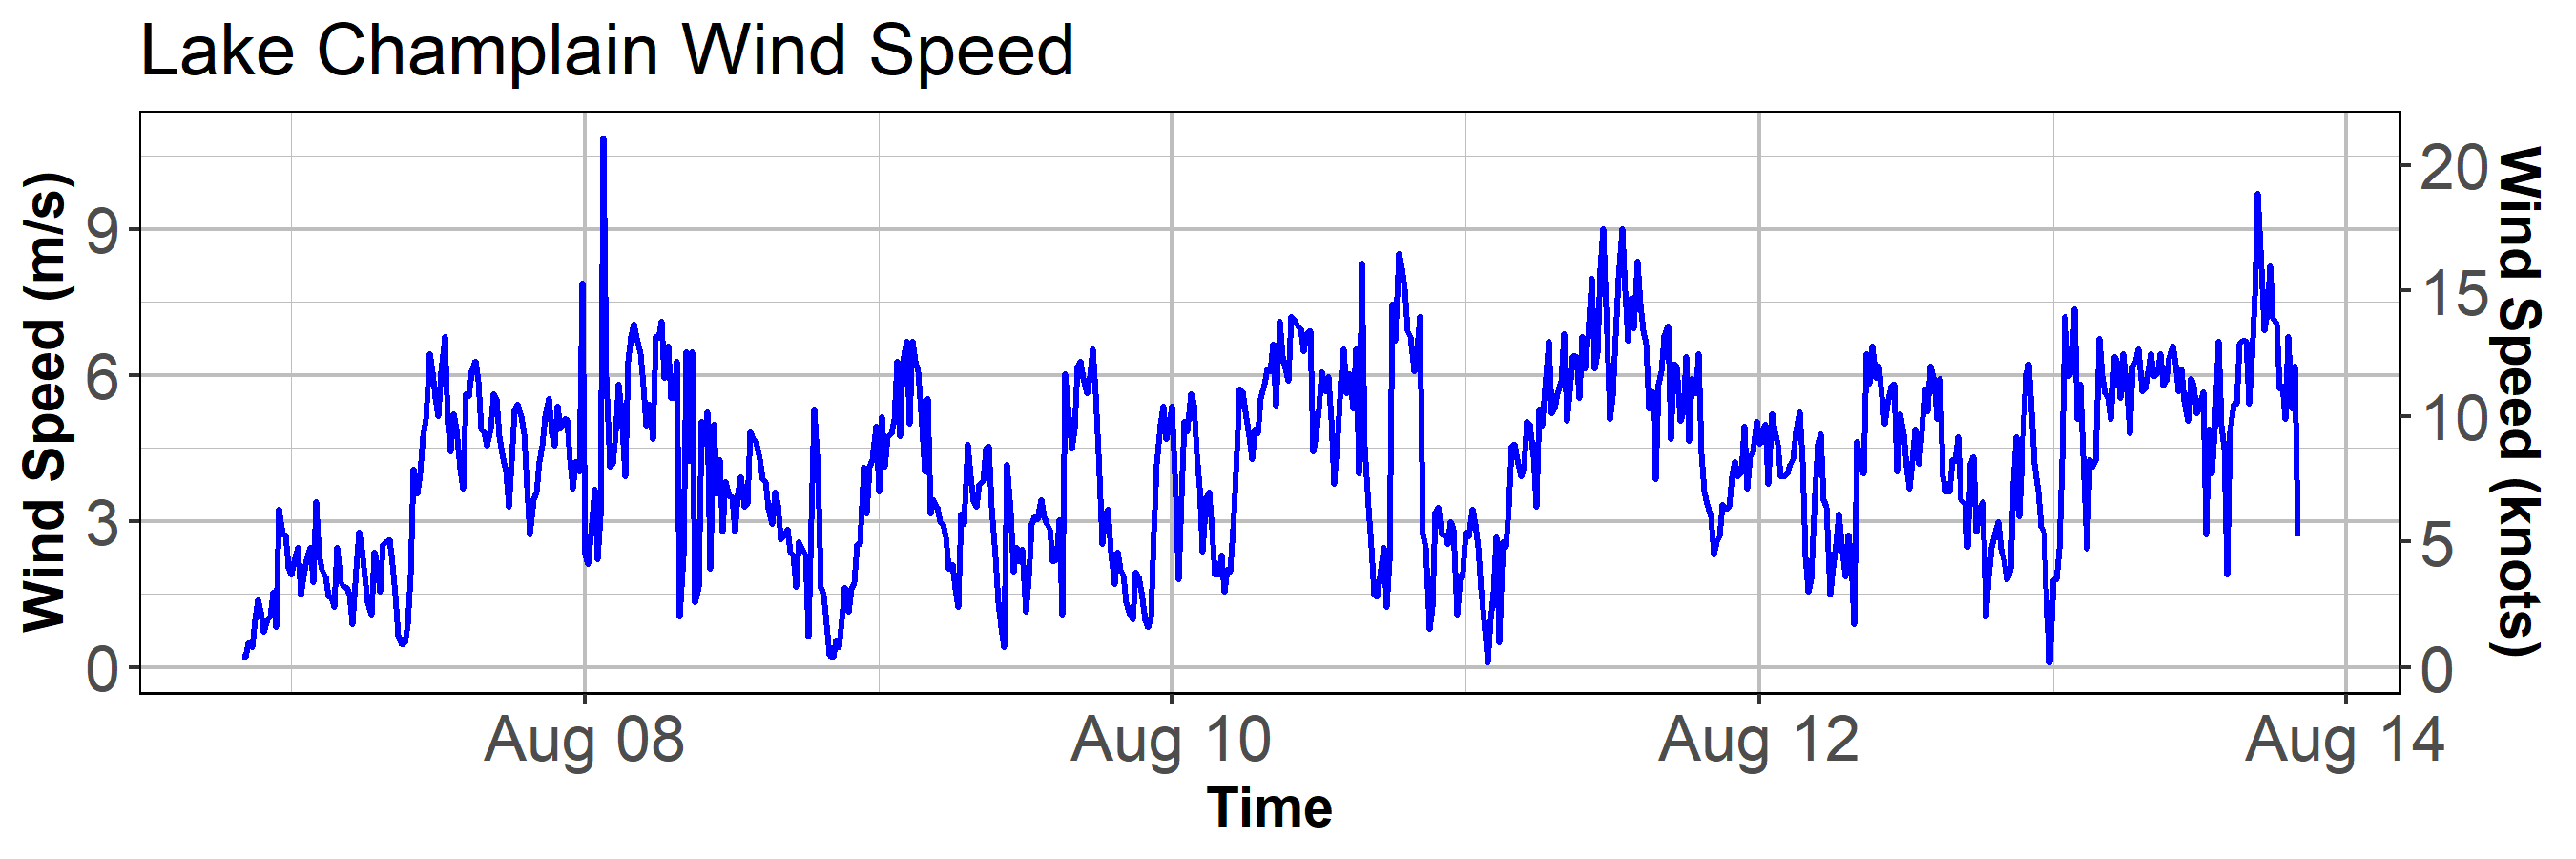 Lake Champlain Wind Speed
Wind Speed (m/s)
9
6
3
0
20
15
10
5
0
Wind Speed (knots)
Aug 08 Aug 10 Aug 12 Aug 14
Time